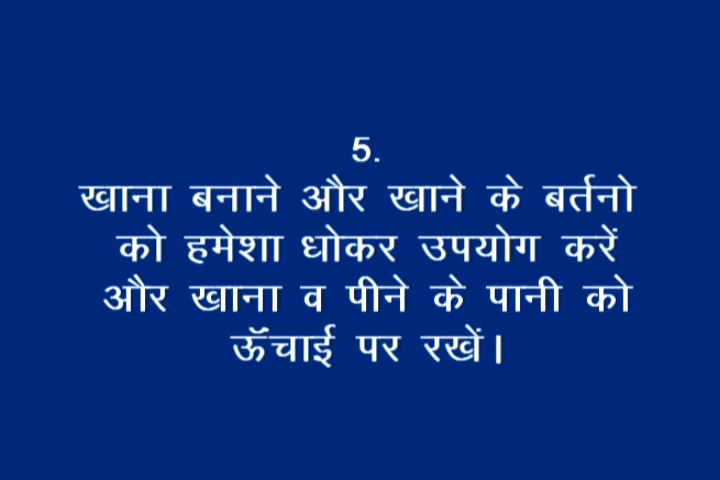 5.
खाना बनाने और खाने के बर्तनो
को हमेशा धोकर उपयोग करें
और खाना व पीने के पानी को
ऊॅंचाई पर रखें।